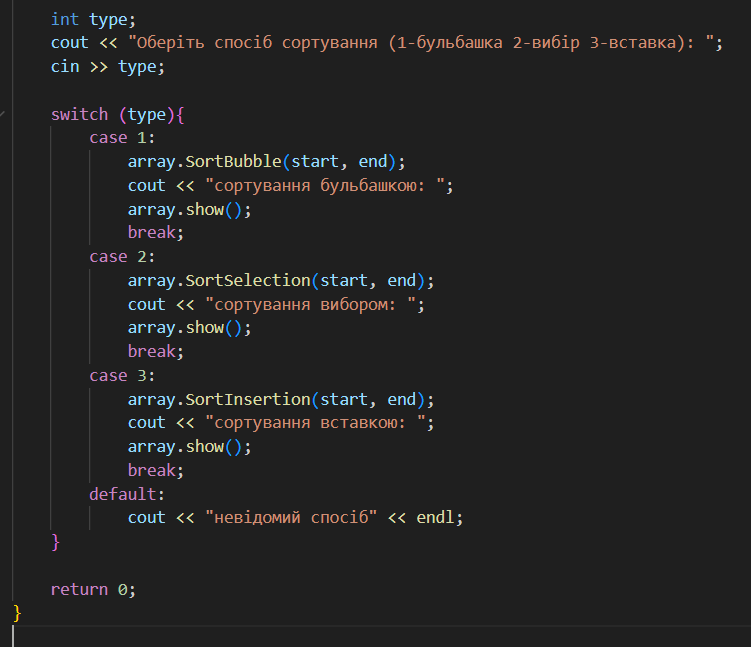 int type;
cout << "Оберіть спосіб сортування (1-бульбашка 2-вибір 3-вставка): ";
cin >> type;
switch (type){
case 1:
array.SortBubble(start, end);
cout << "сортування бульбашкою: ";
array.show();
break;
case 2:
array.SortSelection(start, end);
cout << "сортування вибором: ";
array.show();
break;
case 3:
array.SortInsertion(start, end);
cout << "сортування вставкою: ";
array.show();
break;
default:
cout << "невідомий спосіб" << endl;
}
return 0;
}